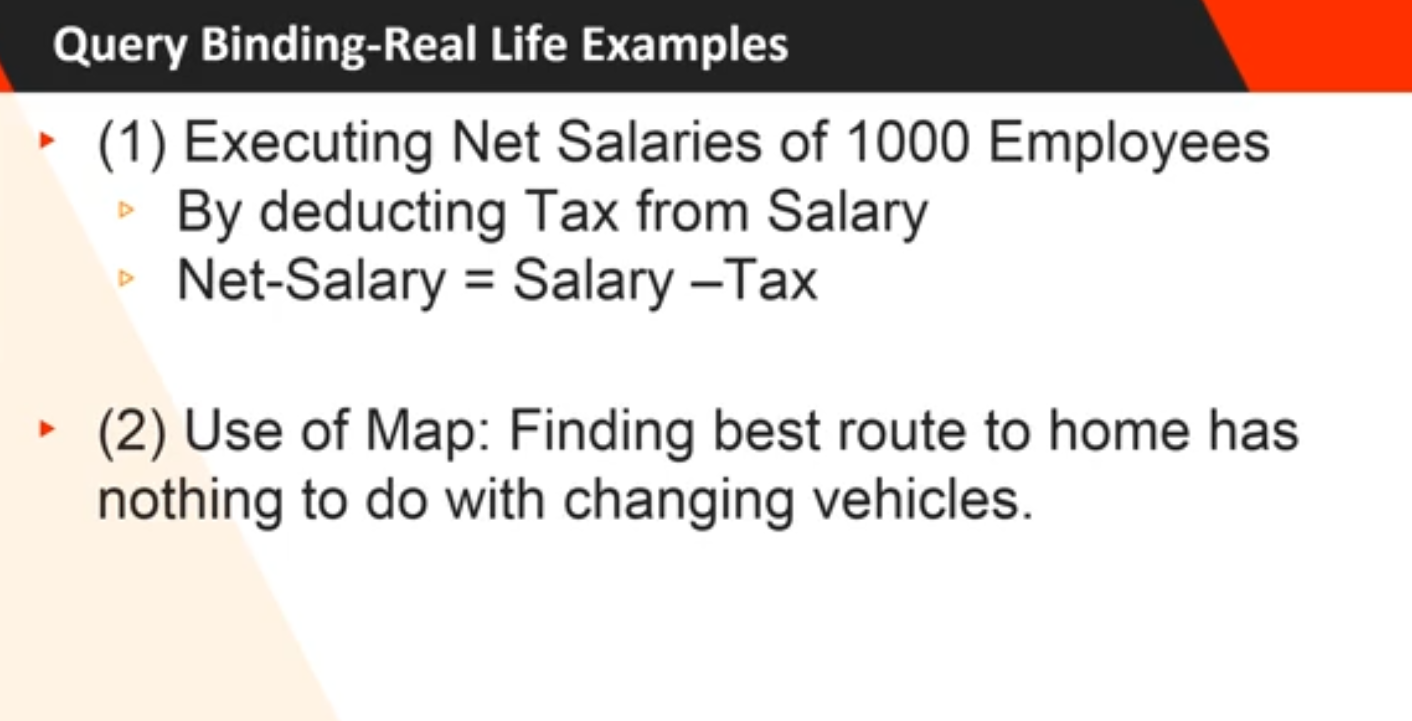 Query Binding-Real Life Examples
(1) Executing Net Salaries of 1000 Employees
By deducting Tax from Salary
Net-Salary = Salary –Tax
(2) Use of Map: Finding best route to home has
nothing to do with changing vehicles.